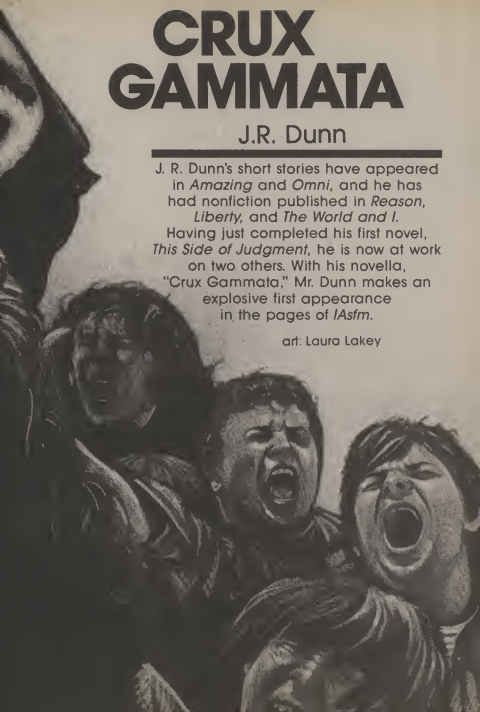 CRUX
GAMMATA
J.R. Dunn
J. R. Dunn's short stories have appeared
in Amazing and Omni, and he has
had nonfiction published in Reason,
Liberty, and The World and I.
Having just completed his first novel,
This Side of Judgment, he is now at work
on two others. With his novella,
"Crux Gammata," Mr. Dunn makes an
explosive first appearance
in the pages of IAsfm.
art: Laura Lakey